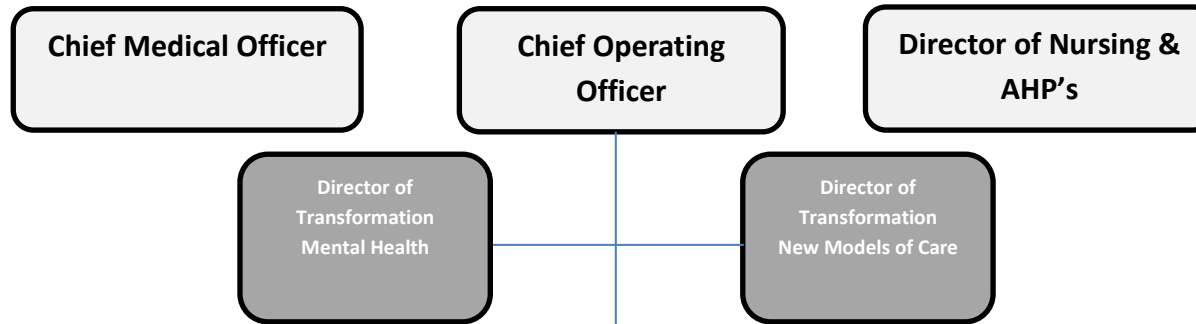 Chief Medical Officer
Chief Operating
Officer
Director of Nursing &
AHP’s
Director of
Transformation
Mental Health
Director of
Transformation
New Models of Care